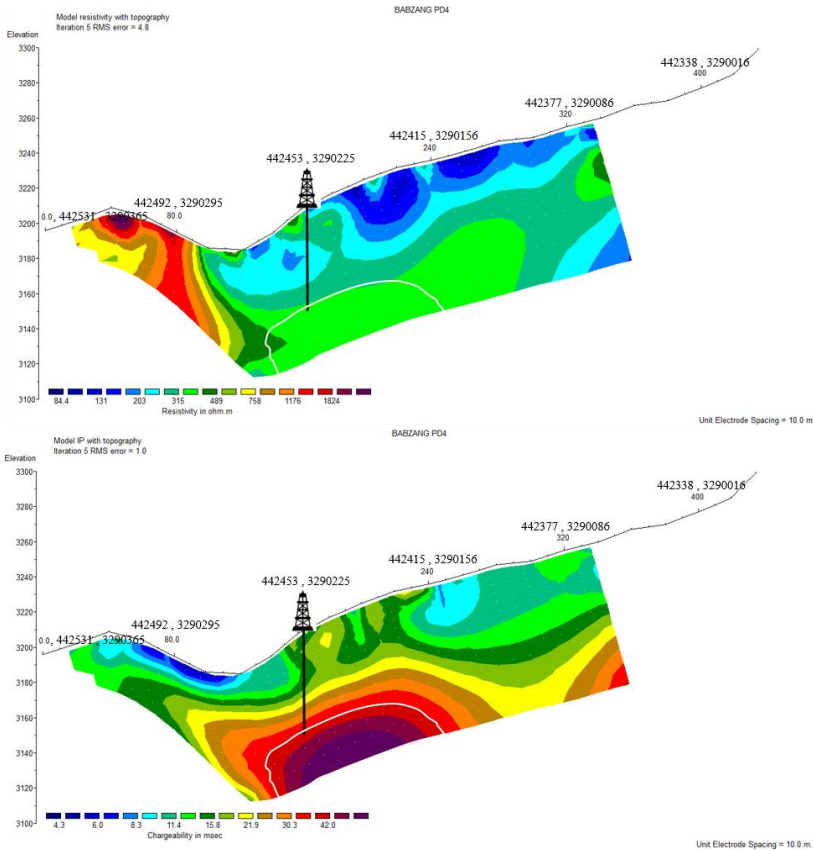 BABZANG PD4
Model resistivity with topography
Iteration 5 RMS error = 4.8
Elevation
3300
3280
3260
3240
3220
3200
3180
3160
3140
3120
3100
442338 , 3290016
400
442377 , 3290086
320
442415 , 3290156
240
442453 , 3290225
442492 , 3290295
80.0
0.0
442531 , 3290365
84.4 131 203 315 489 758 1176 1824
Resistivity in ohm.m
Unit Electrode Spacing = 10.0 m.
BABZANG PD4
Model IP with topography
Iteration 5 RMS error = 1.0
Elevation
3300
3280
3260
3240
3220
3200
3180
3160
3140
3120
3100
442338 , 3290016
400
442377 , 3290086
320
442415 , 3290156
240
442453 , 3290225
442492 , 3290295
80.0
0.0
442531 , 3290365
4.3 6.0 8.3 11.4 15.8 21.9 30.3 42.0
Chargeability in msec
Unit Electrode Spacing = 10.0 m.